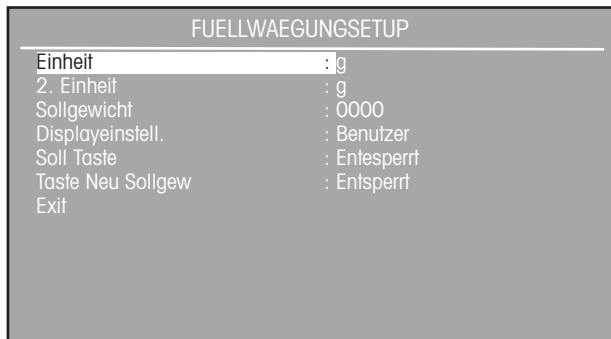 FUELLWAEGUNGSETUP
Einheit : g
2. Einheit : g
Sollgewicht : 0000
Displayeinstell. : Benutzer
Soll Taste : Entesperrt
Taste Neu Sollgew : Entsperrt
Exit